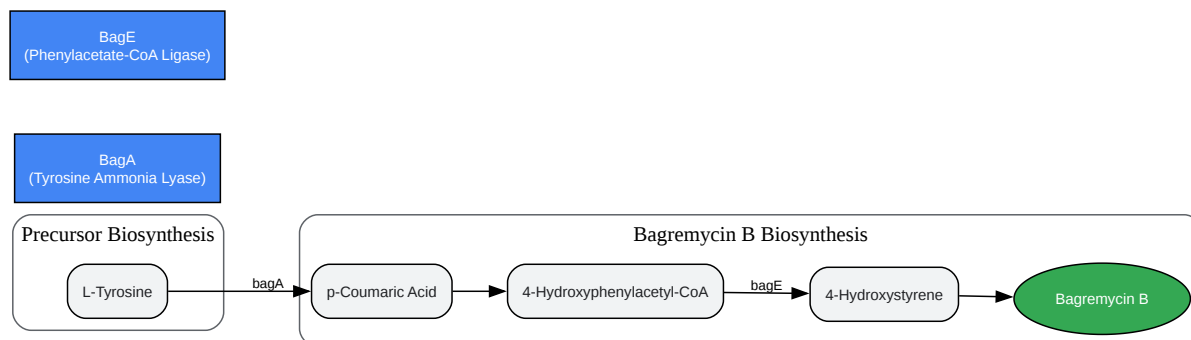 BagE
(Phenylacetate-CoA Ligase)
BagA
(Tyrosine Ammonia Lyase)
Precursor Biosynthesis
Bagremycin B Biosynthesis
L-Tyrosine
bagA
p-Coumaric Acid
4-Hydroxyphenylacetyl-CoA
bagE
4-Hydroxystyrene
Bagremycin B